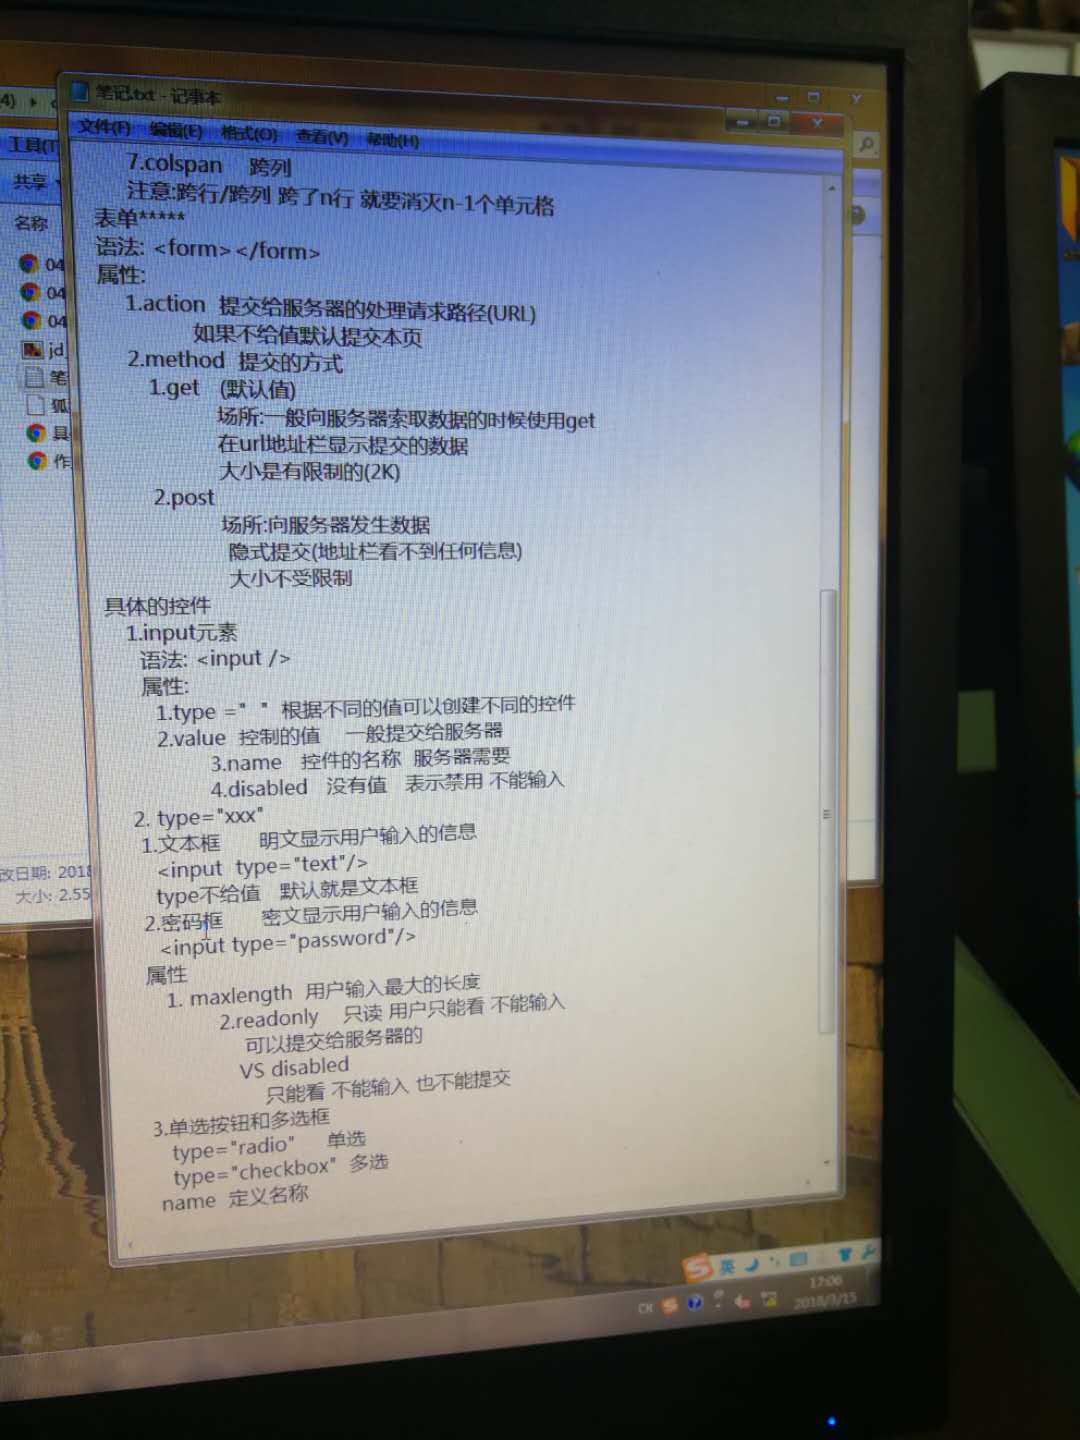 笔记.txt - 记事本
文件(F) 编辑(E) 格式(O) 查看(V) 帮助(H)
7.colspan 跨列
注意:跨行/跨列 跨了n行 就要消灭n-1个单元格
表单*****
语法: <form></form>
属性:
1.action 提交给服务器的处理请求路径(URL)
如果不给值默认提交本页
2.method 提交的方式
1.get (默认值)
场所:一般向服务器索取数据的时候使用get
在url地址栏显示提交的数据
大小是有限制的(2K)
2.post
场所:向服务器发生数据
隐式提交(地址栏看不到任何信息)
大小不受限制
具体的控件
1.input元素
语法: <input />
属性:
1.type =" " 根据不同的值可以创建不同的控件
2.value 控制的值 一般提交给服务器
3.name 控件的名称 服务器需要
4.disabled 没有值 表示禁用 不能输入
2. type="xxx"
1.文本框 明文显示用户输入的信息
<input type="text"/>
type不给值 默认就是文本框
2.密码框 密文显示用户输入的信息
<input type="password"/>
属性
1. maxlength 用户输入最大的长度
2.readonly 只读 用户只能看 不能输入
可以提交给服务器的
VS disabled
只能看 不能输入 也不能提交
3.单选按钮和多选框
type="radio" 单选
type="checkbox" 多选
name 定义名称
4)
工具(T
共享
名称
04
04
04
jd
笔
狐
具
作
改日期: 2018
大小: 2.55
英
CH
17:06
2018/3/15